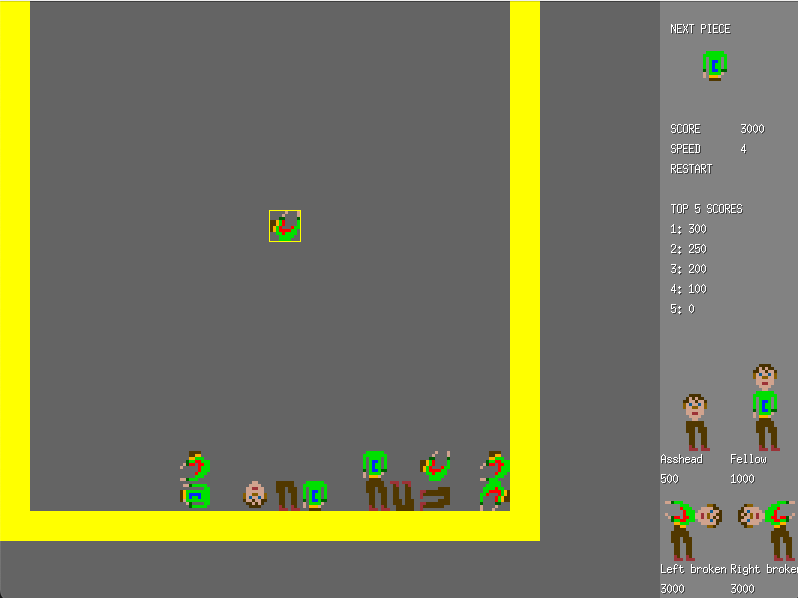 NEXT PIECE
SCORE 3000
SPEED 4
RESTART
TOP 5 SCORES
1: 300
2: 250
3: 200
4: 100
5: 0
Asshead Fellow
500 1000
Left broken Right broken
3000 3000